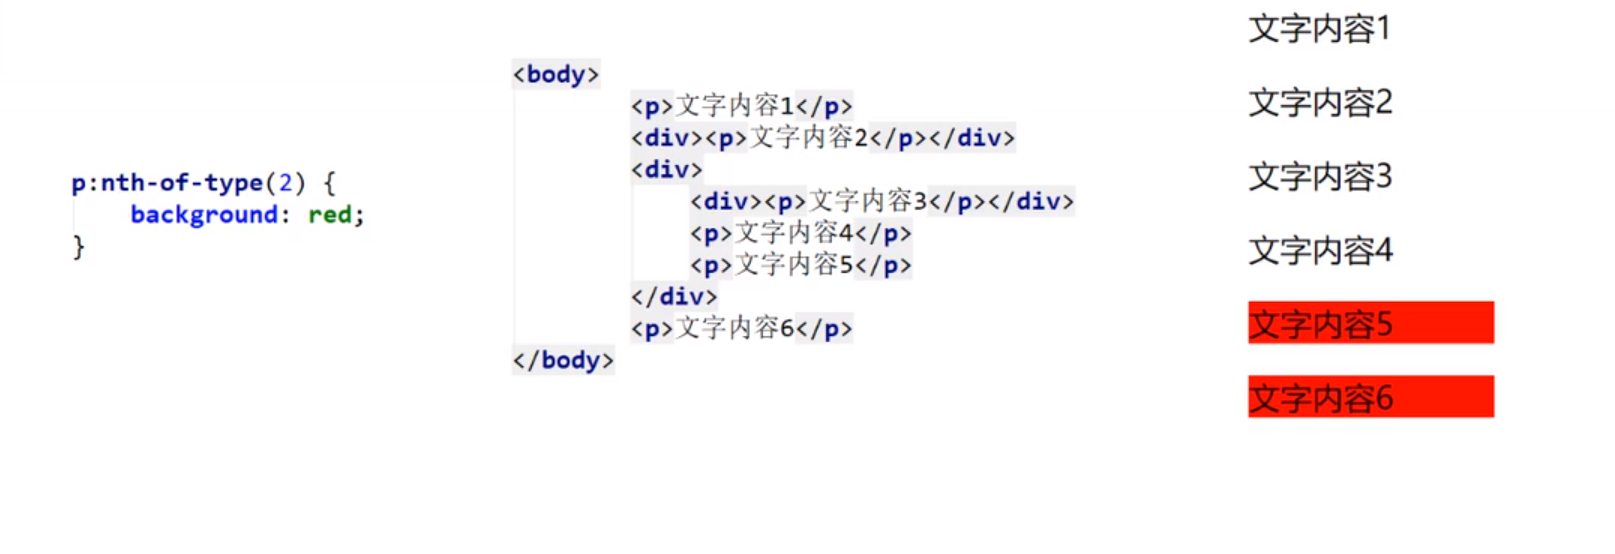 p:nth-of-type(2) {
background: red;
}
<body>
<p>文字内容1</p>
<div><p>文字内容2</p></div>
<div>
<div><p>文字内容3</p></div>
<p>文字内容4</p>
<p>文字内容5</p>
</div>
<p>文字内容6</p>
</body>
文字内容1
文字内容2
文字内容3
文字内容4
文字内容5
文字内容6